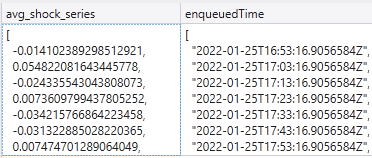 avg_shock_series enqueuedTime
[ [
-0.014102389298512921, "2022-01-25T16:53:16.9056584Z",
0.054822081643445778, "2022-01-25T17:03:16.9056584Z",
-0.024335543043808073, "2022-01-25T17:13:16.9056584Z",
0.0073609799437805252, "2022-01-25T17:23:16.9056584Z",
-0.034215766864223458, "2022-01-25T17:33:16.9056584Z",
-0.031322885028220365, "2022-01-25T17:43:16.9056584Z",
0.007474701289064049, "2022-01-25T17:53:16.9056584Z",